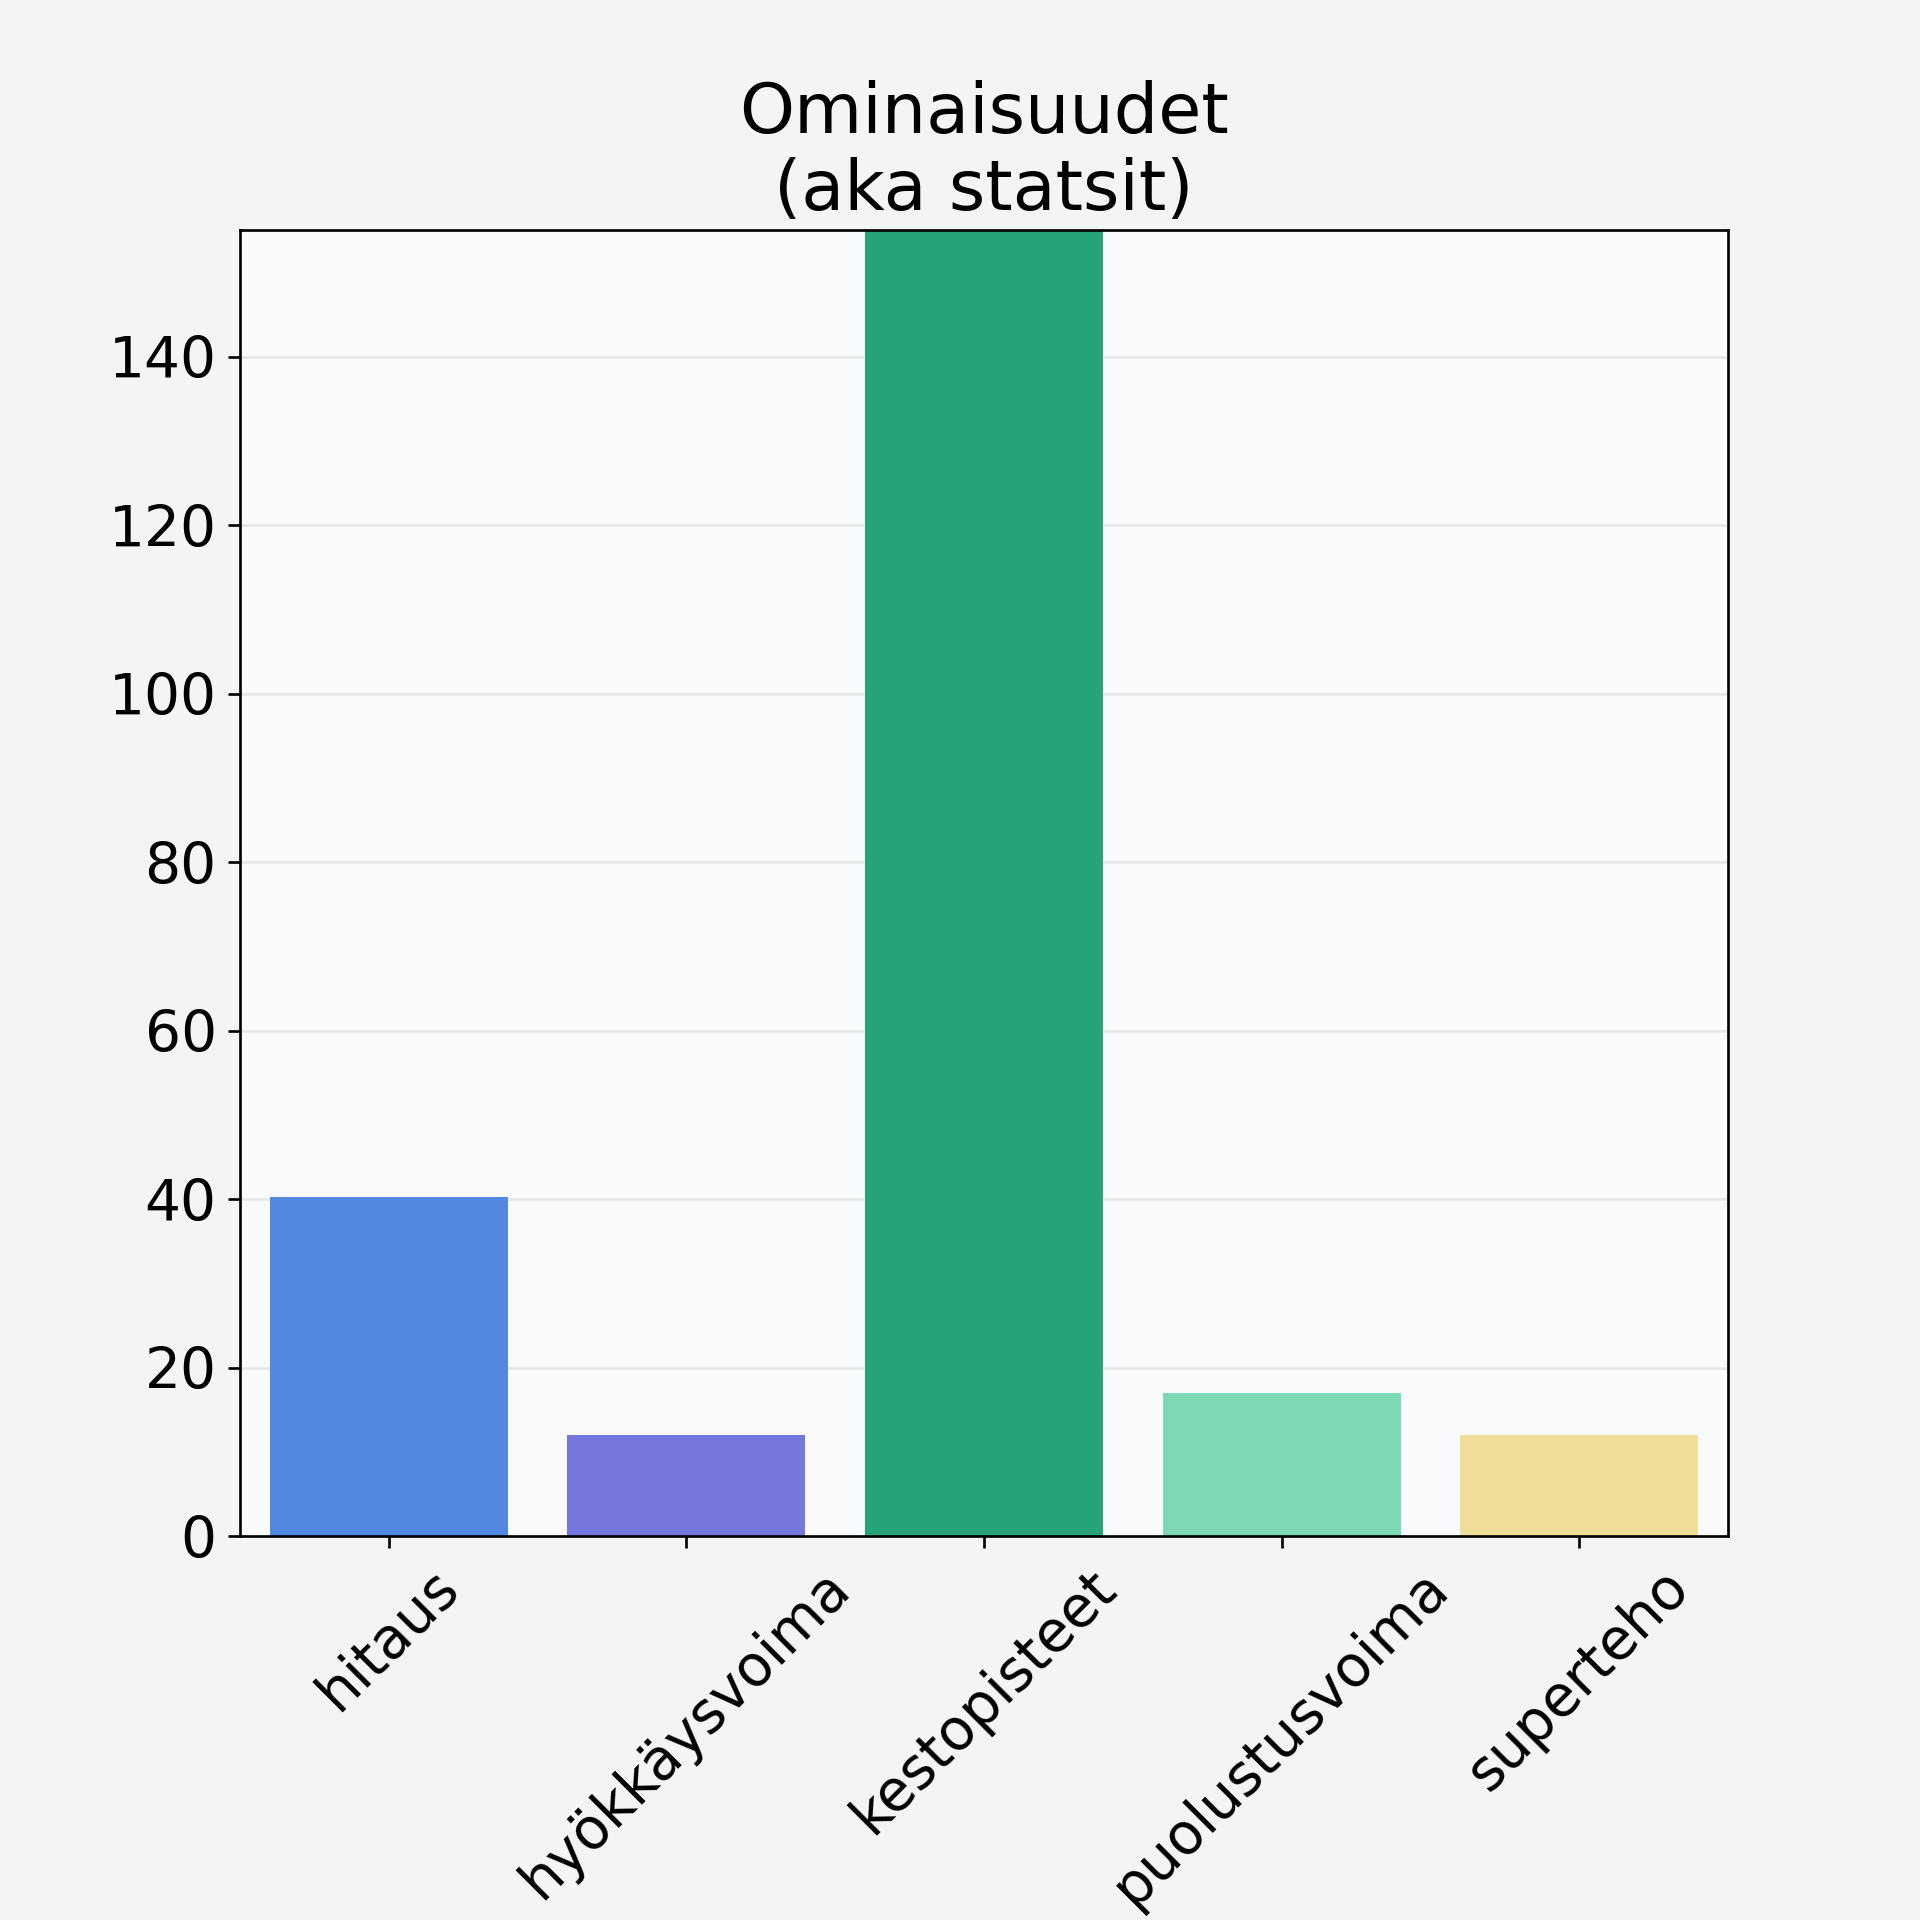 Ominaisuudet
(aka statsit)
140
120
100
80
60
40
20
0
hitaus
hyökkäysvoima
kestopisteet
puolustusvoima
superteho